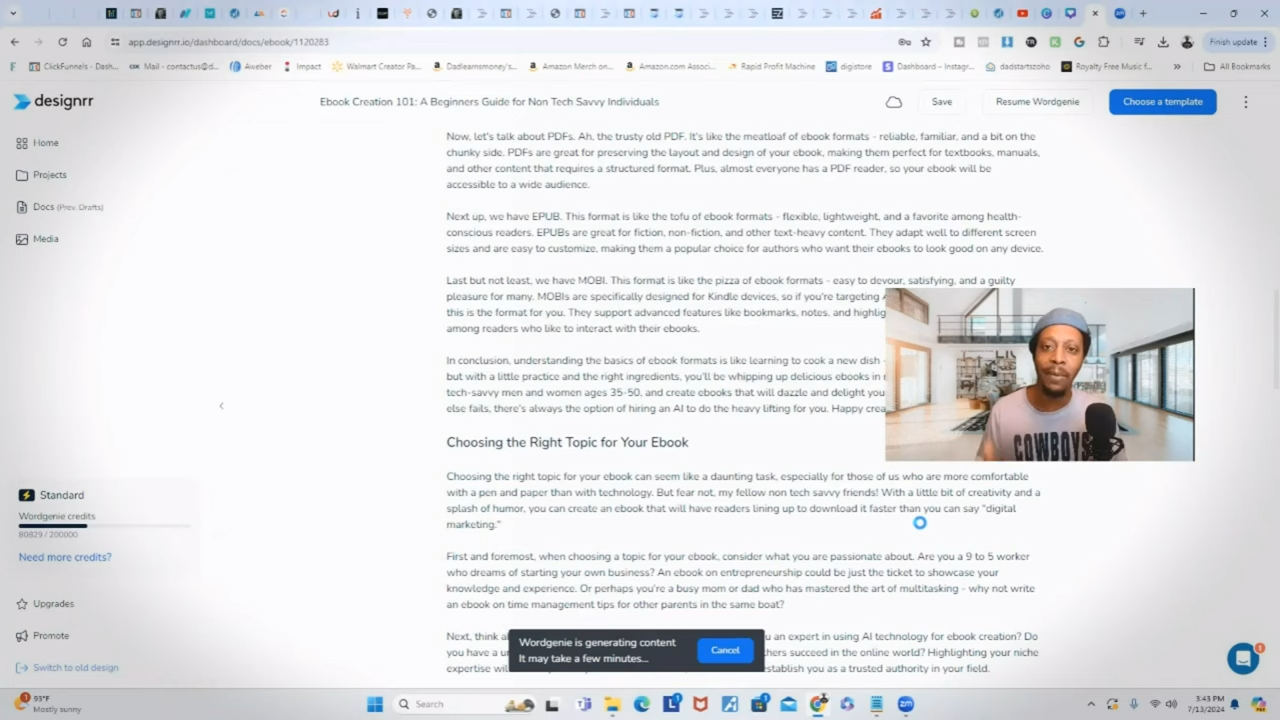 Finish update
app.designrr.io/dashboard/docs/ebook/1120283
ClickFunnels - Dash...
Mail - contactus@d...
Aweber
Impact
Walmart Creator Pa...
Dadlearnsmoney's...
Amazon Merch on...
Amazon.com Associ...
Rapid Profit Machine
digistore
Dashboard – Instagr...
dadstartszoho
Royalty Free Music f...
All Bookmarks
designrr
Ebook Creation 101: A Beginners Guide for Non Tech Savvy Individuals
Save
Resume Wordgenie
Choose a template
Home
Projects
Docs (Prev. Drafts)
Media
Now, let's talk about PDFs. Ah, the trusty old PDF. It's like the meatloaf of ebook formats - reliable, familiar, and a bit on the
chunky side. PDFs are great for preserving the layout and design of your ebook, making them perfect for textbooks, manuals,
and other content that requires a structured format. Plus, almost everyone has a PDF reader, so your ebook will be
accessible to a wide audience.
Next up, we have EPUB. This format is like the tofu of ebook formats - flexible, lightweight, and a favorite among health-
conscious readers. EPUBs are great for fiction, non-fiction, and other text-heavy content. They adapt well to different screen
sizes and are easy to customize, making them a popular choice for authors who want their ebooks to look good on any device.
Last but not least, we have MOBI. This format is like the pizza of ebook formats - easy to devour, satisfying, and a guilty
pleasure for many. MOBIs are specifically designed for Kindle devices, so if you're targeting
this is the format for you. They support advanced features like bookmarks, notes, and highlig
among readers who like to interact with their ebooks.
In conclusion, understanding the basics of ebook formats is like learning to cook a new dish -
but with a little practice and the right ingredients, you'll be whipping up delicious ebooks in
tech-savvy men and women ages 35-50, and create ebooks that will dazzle and delight you
else fails, there's always the option of hiring an AI to do the heavy lifting for you. Happy crea
COWBOYS
Choosing the Right Topic for Your Ebook
Choosing the right topic for your ebook can seem like a daunting task, especially for those of us who are more comfortable
with a pen and paper than with technology. But fear not, my fellow non tech savvy friends! With a little bit of creativity and a
splash of humor, you can create an ebook that will have readers lining up to download it faster than you can say "digital
marketing."
First and foremost, when choosing a topic for your ebook, consider what you are passionate about. Are you a 9 to 5 worker
who dreams of starting your own business? An ebook on entrepreneurship could be just the ticket to showcase your
knowledge and experience. Or perhaps you're a busy mom or dad who has mastered the art of multitasking - why not write
an ebook on time management tips for other parents in the same boat?
Next, think a u an expert in using AI technology for ebook creation? Do
you have a u hers succeed in the online world? Highlighting your niche
expertise wil establish you as a trusted authority in your field.
Wordgenie is generating content
It may take a few minutes...
Cancel
Standard
Wordgenie credits
80829 / 200000
Need more credits?
Upgrades
Promote
Switch to old design
93°F
Mostly sunny
Search
3:43 PM
7/13/2024